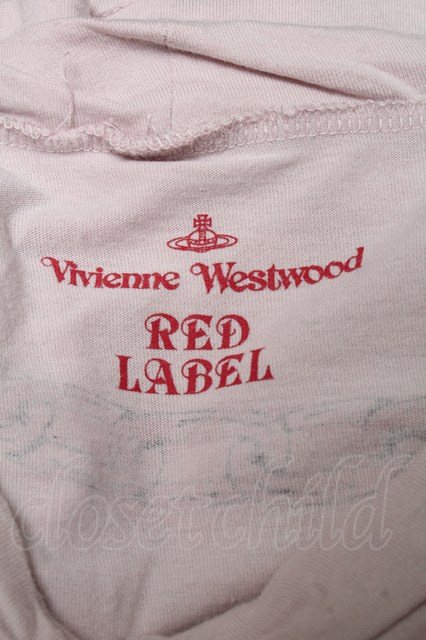 Vivienne Westwood
RED
LABEL
closet child